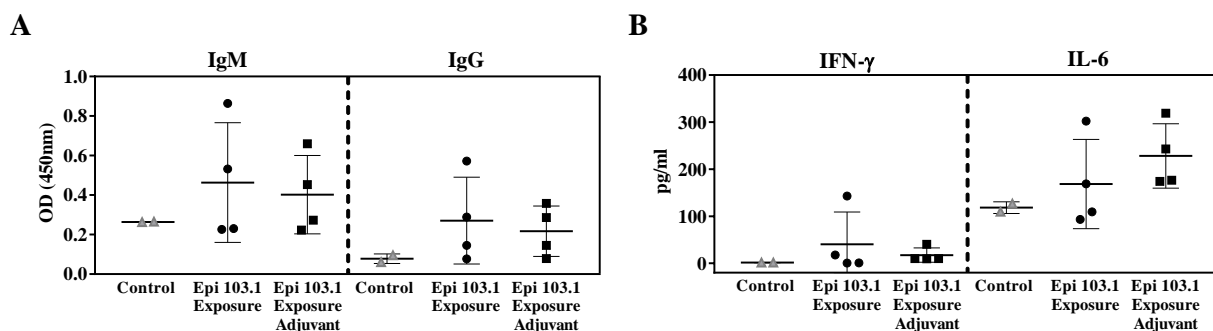 A
IgM IgG
OD (450nm)
1.0
0.8
0.6
0.4
0.2
0.0
Control Epi 103.1 Exposure Epi 103.1 Exposure Adjuvant Control Epi 103.1 Exposure Epi 103.1 Exposure Adjuvant
B
IFN-γ IL-6
pg/ml
400
300
200
100
0
Control Epi 103.1 Exposure Epi 103.1 Exposure Adjuvant Control Epi 103.1 Exposure Epi 103.1 Exposure Adjuvant